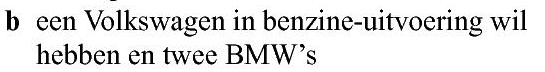 b een Volkswagen in benzine-uitvoering wil
hebben en twee BMW’s